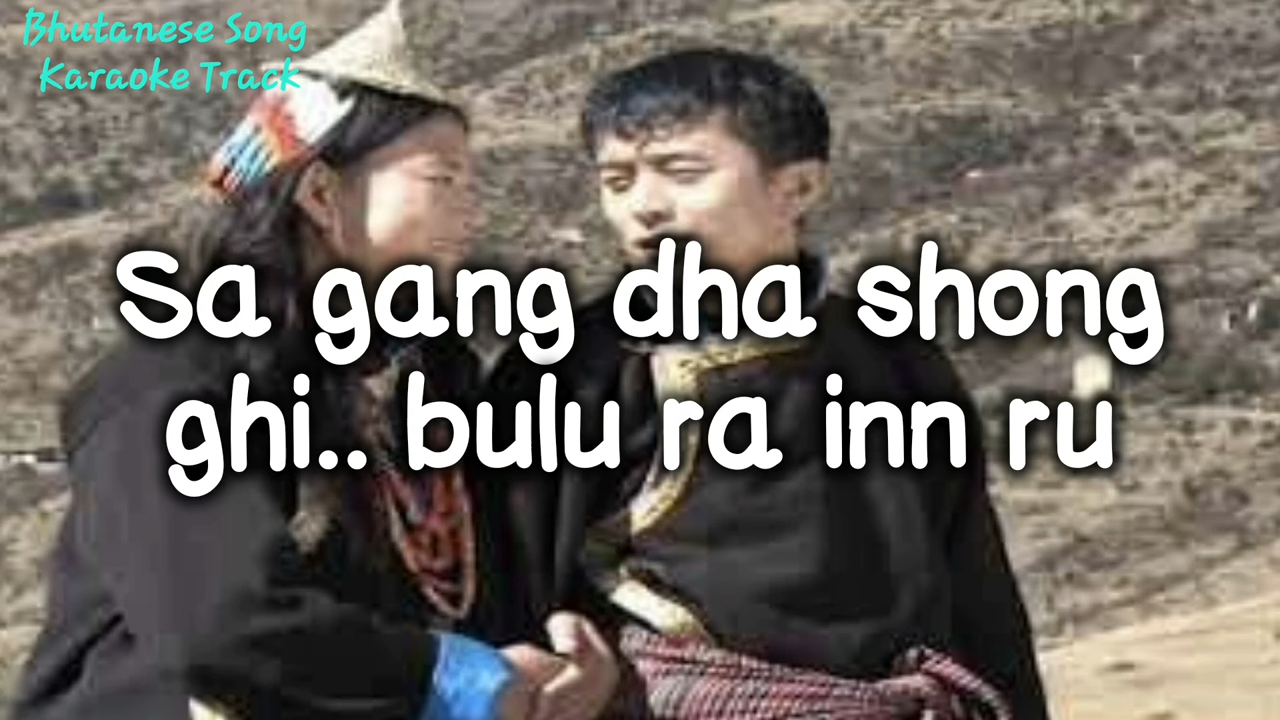 Bhutanese Song
Karaoke Track
Sa gang dha shong
ghi.. bulu ra inn ru